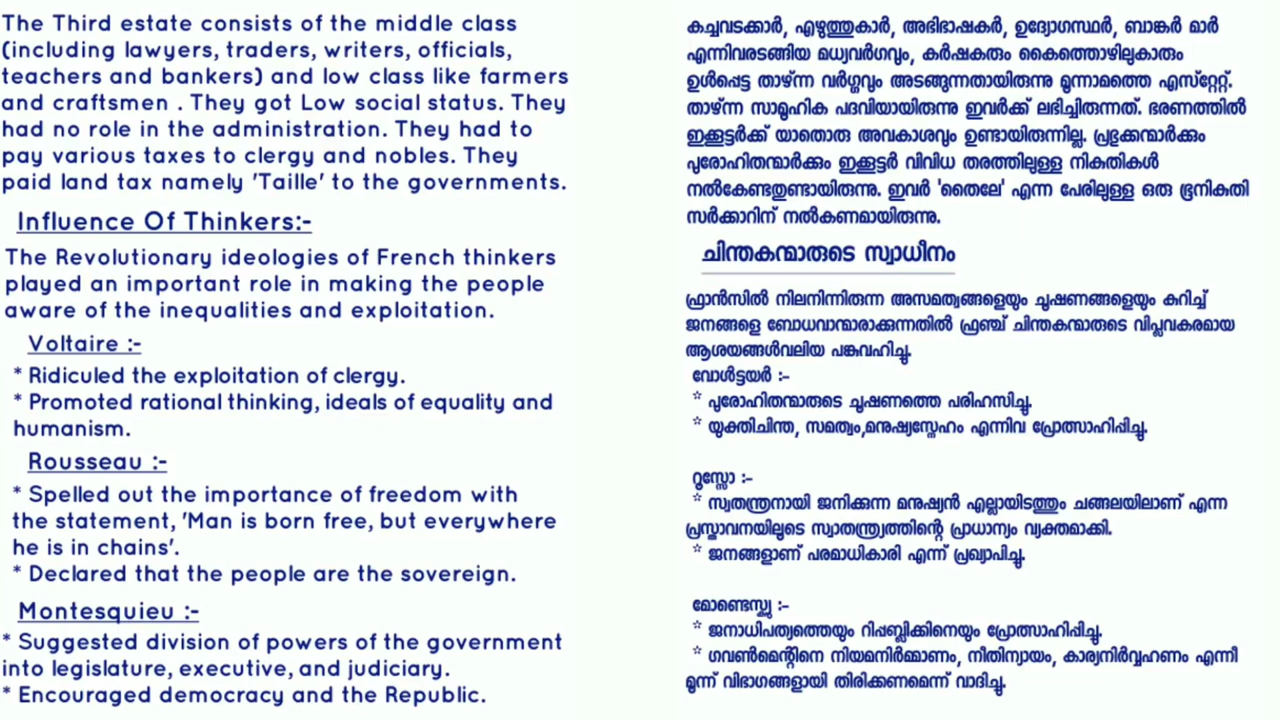 The Third estate consists of the middle class
(including lawyers, traders, writers, officials,
teachers and bankers) and low class like farmers
and craftsmen . They got Low social status. They
had no role in the administration. They had to
pay various taxes to clergy and nobles. They
paid land tax namely 'Taille' to the governments.
Influence Of Thinkers:-
The Revolutionary ideologies of French thinkers
played an important role in making the people
aware of the inequalities and exploitation.
Voltaire :-
* Ridiculed the exploitation of clergy.
* Promoted rational thinking, ideals of equality and
humanism.
Rousseau :-
* Spelled out the importance of freedom with
the statement, 'Man is born free, but everywhere
he is in chains'.
* Declared that the people are the sovereign.
Montesquieu :-
* Suggested division of powers of the government
into legislature, executive, and judiciary.
* Encouraged democracy and the Republic.
കച്ചവടക്കാർ, എഴുത്തുകാർ, അഭിഭാഷകർ, ഉദ്യോഗസ്ഥർ, ബാങ്കർ മാർ
എന്നിവരടങ്ങിയ മധ്യവർഗവും, കർഷകരും കൈത്തൊഴിലുകാരും
ഉൾപ്പെട്ട താഴ്ന്ന വർഗ്ഗവും അടങ്ങുന്നതായിരുന്നു മൂന്നാമത്തെ എസ്റ്റേറ്റ്.
താഴ്ന്ന സാമൂഹിക പദവിയായിരുന്നു ഇവർക്ക് ലഭിച്ചിരുന്നത്. ഭരണത്തിൽ
ഇക്കൂട്ടർക്ക് യാതൊരു അവകാശവും ഉണ്ടായിരുന്നില്ല. പ്രഭുക്കന്മാർക്കും
പുരോഹിതന്മാർക്കും ഇക്കൂട്ടർ വിവിധ തരത്തിലുള്ള നികുതികൾ
നൽകേണ്ടതുണ്ടായിരുന്നു. ഇവർ 'തൈലേ' എന്ന പേരിലുള്ള ഒരു ഭൂനികുതി
സർക്കാറിന് നൽകണമായിരുന്നു.
ചിന്തകന്മാരുടെ സ്വാധീനം
ഫ്രാൻസിൽ നിലനിന്നിരുന്ന അസമത്വങ്ങളെയും ചൂഷണങ്ങളെയും കുറിച്ച്
ജനങ്ങളെ ബോധവാന്മാരാക്കുന്നതിൽ ഫ്രഞ്ച് ചിന്തകന്മാരുടെ വിപ്ലവകരമായ
ആശയങ്ങൾവലിയ പങ്കുവഹിച്ചു.
വോൾട്ടയർ :-
* പുരോഹിതന്മാരുടെ ചൂഷണത്തെ പരിഹസിച്ചു.
* യുക്തിചിന്ത, സമത്വം,മനുഷ്യസ്നേഹം എന്നിവ പ്രോത്സാഹിപ്പിച്ചു.
റൂസ്സോ :-
* സ്വതന്ത്രനായി ജനിക്കുന്ന മനുഷ്യൻ എല്ലായിടത്തും ചങ്ങലയിലാണ് എന്ന
പ്രസ്താവനയിലൂടെ സ്വാതന്ത്ര്യത്തിന്റെ പ്രാധാന്യം വ്യക്തമാക്കി.
* ജനങ്ങളാണ് പരമാധികാരി എന്ന് പ്രഖ്യാപിച്ചു.
മോണ്ടെസ്ക്യു :-
* ജനാധിപത്യത്തെയും റിപ്പബ്ലിക്കിനെയും പ്രോത്സാഹിപ്പിച്ചു.
* ഗവൺമെന്റിനെ നിയമനിർമ്മാണം, നീതിന്യായം, കാര്യനിർവ്വഹണം എന്നീ
മൂന്ന് വിഭാഗങ്ങളായി തിരിക്കണമെന്ന് വാദിച്ചു.